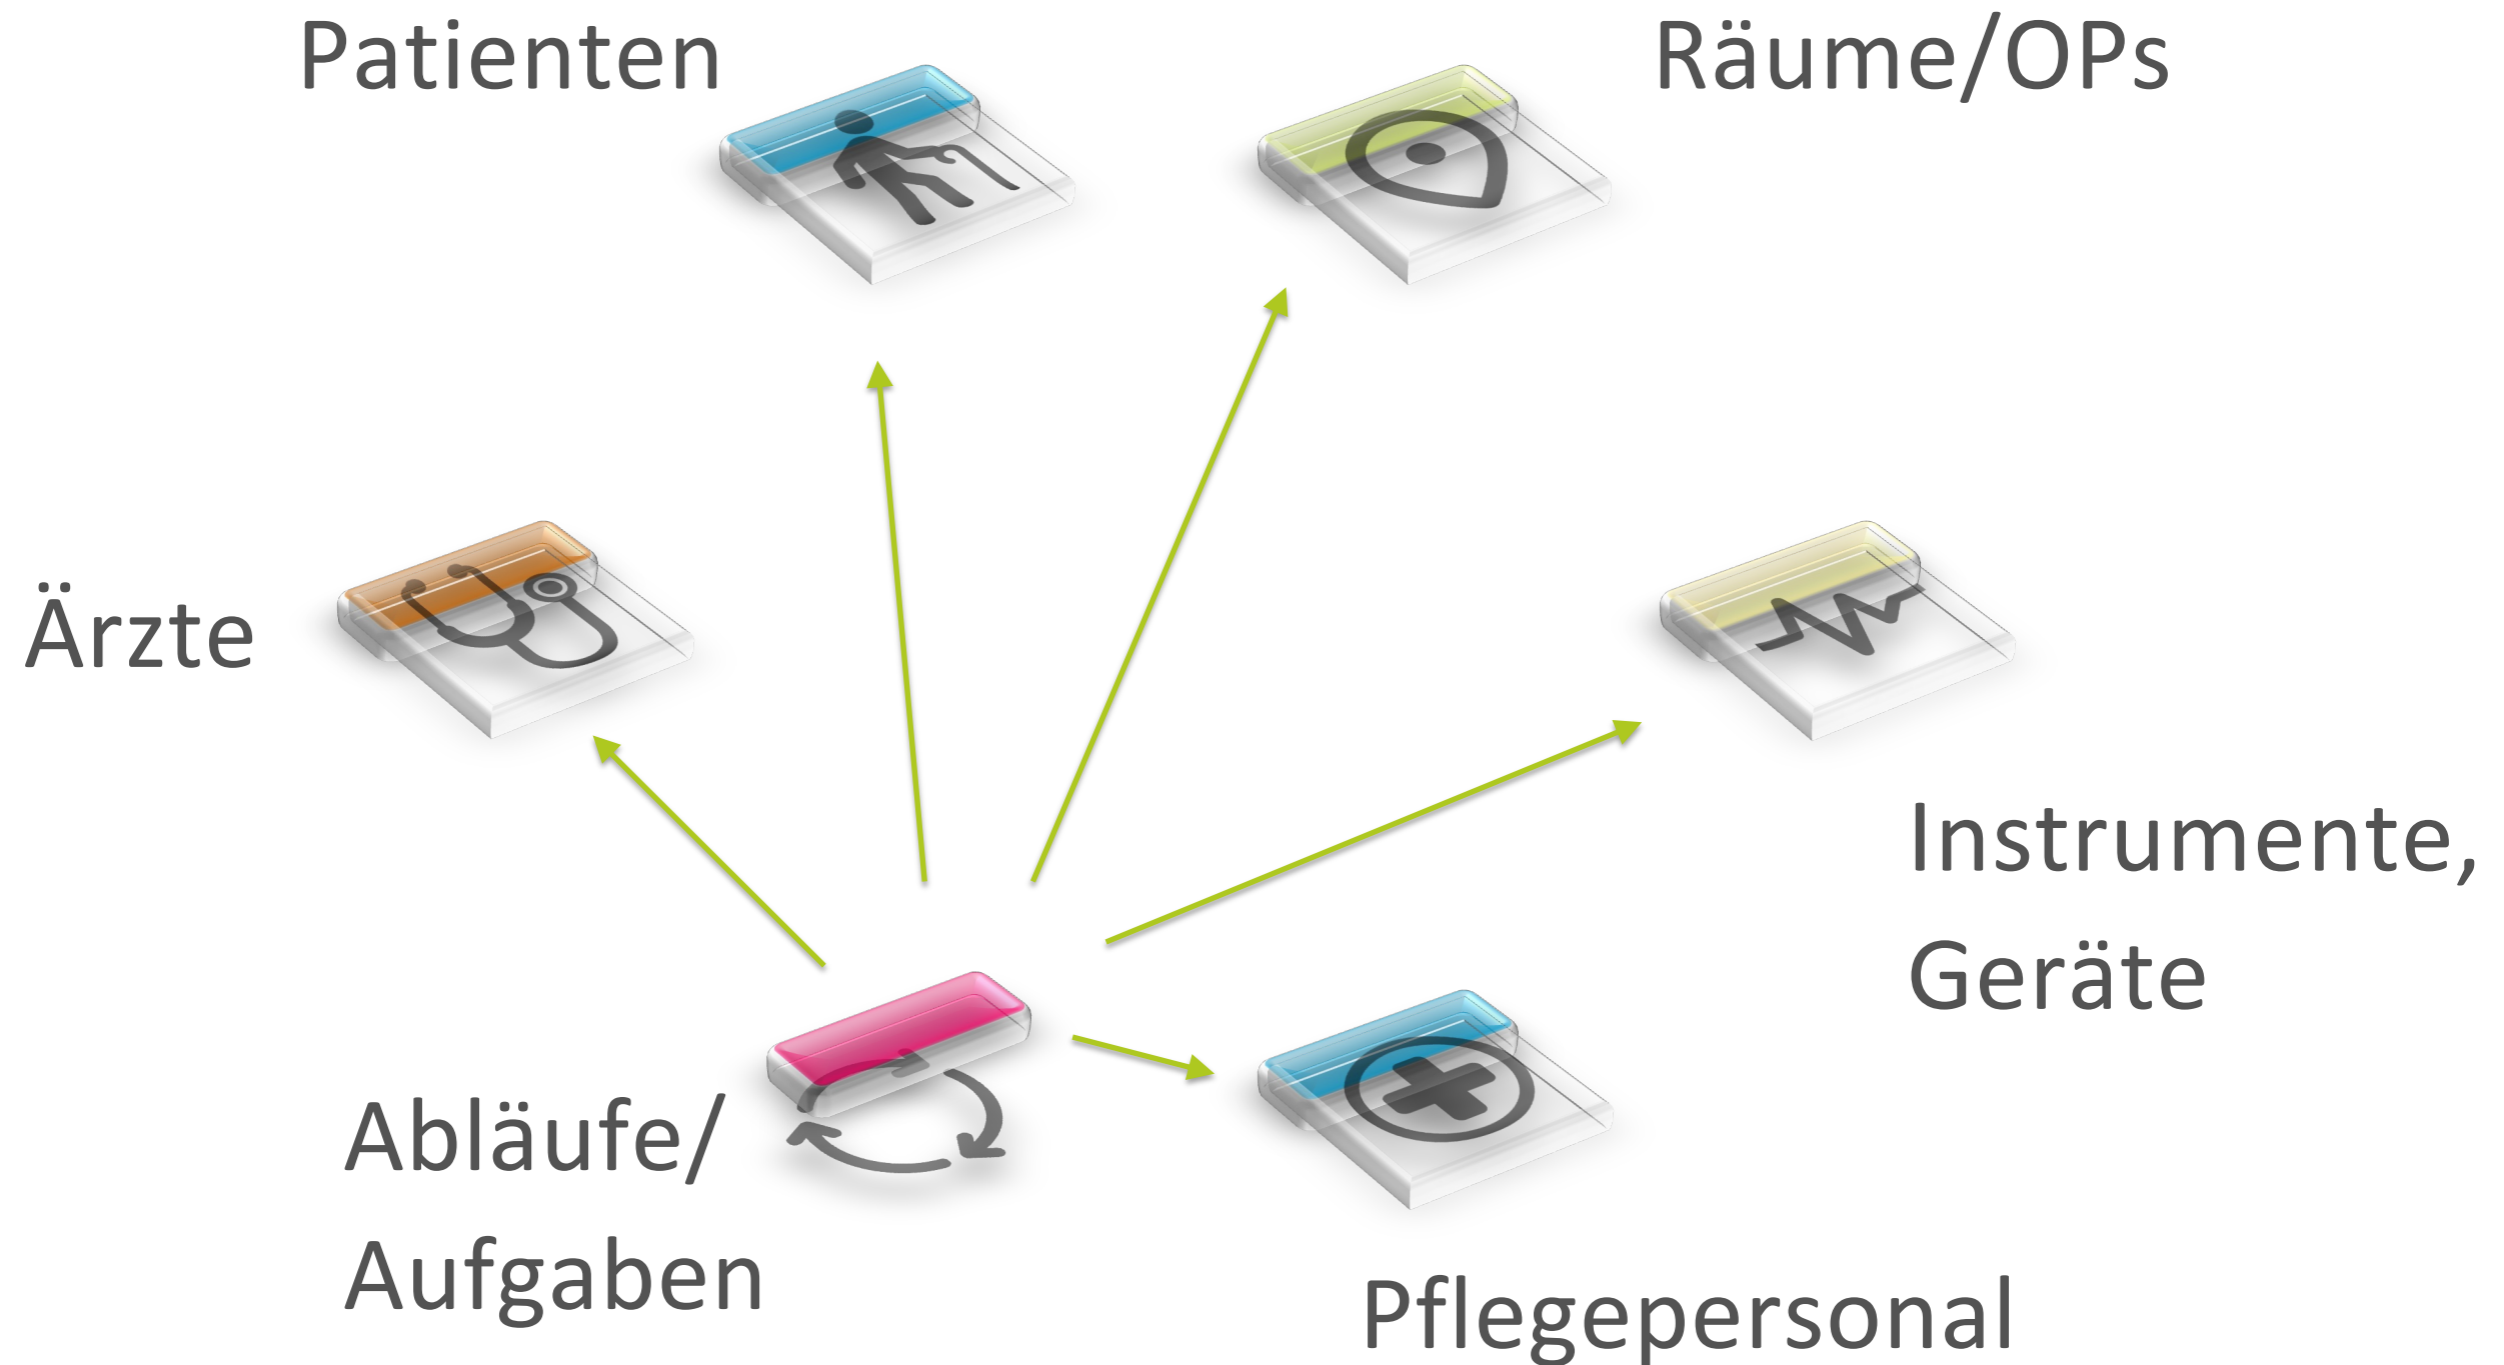 Patienten
Räume/OPs
Ärzte
Instrumente,
Geräte
Abläufe/
Aufgaben
Pflegepersonal